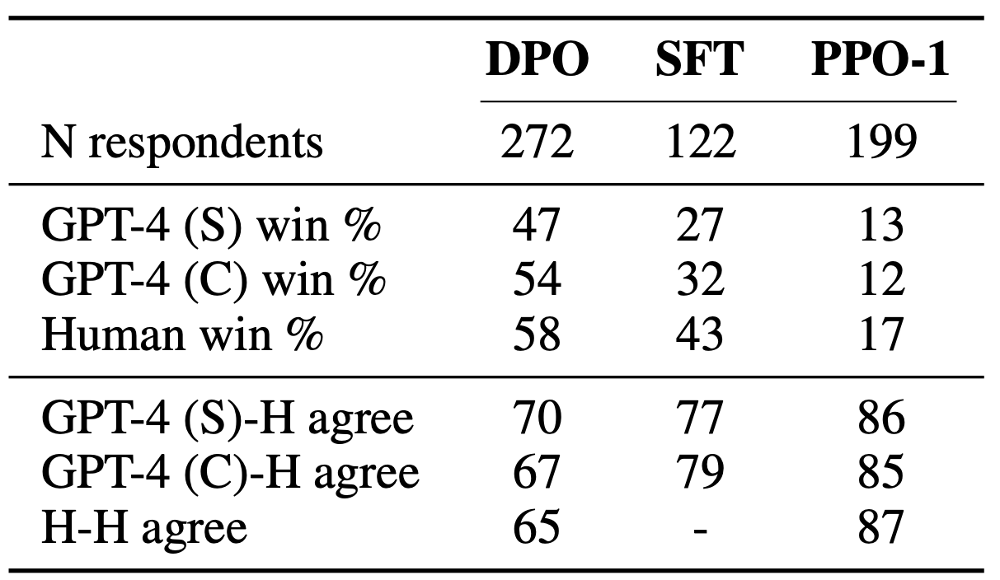 DPO SFT PPO-1
N respondents 272 122 199
GPT-4 (S) win % 47 27 13
GPT-4 (C) win % 54 32 12
Human win % 58 43 17
GPT-4 (S)-H agree 70 77 86
GPT-4 (C)-H agree 67 79 85
H-H agree 65 - 87